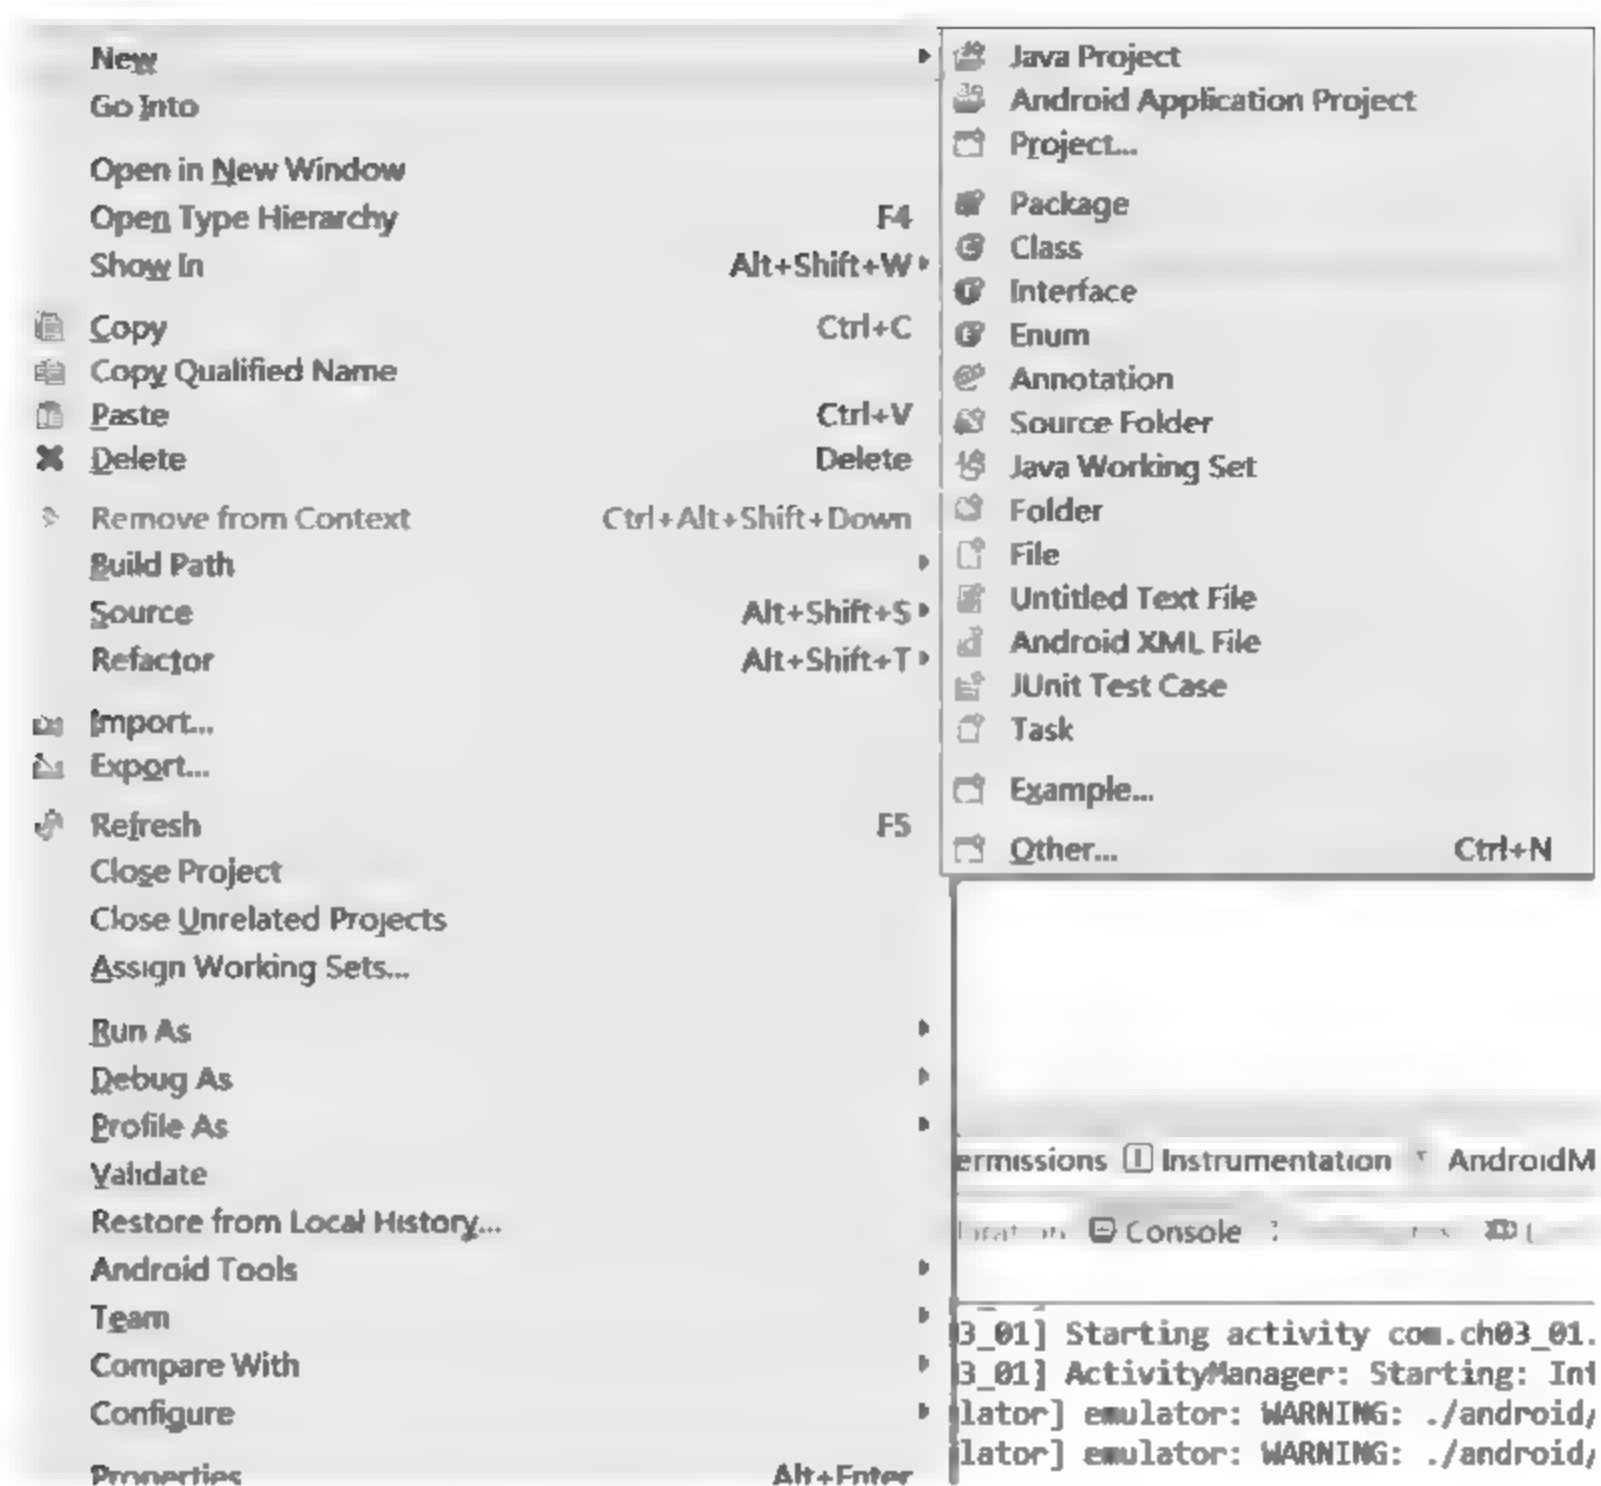 New
Go Into
Open in New Window
Open Type Hierarchy F4
Show In Alt+Shift+W
Copy Ctrl+C
Copy Qualified Name
Paste Ctrl+V
Delete Delete
Remove from Context Ctrl+Alt+Shift+Down
Build Path
Source Alt+Shift+S
Refactor Alt+Shift+T
Import...
Export...
Refresh F5
Close Project
Close Unrelated Projects
Assign Working Sets...
Run As
Debug As
Profile As
Validate
Restore from Local History...
Android Tools
Team
Compare With
Configure
Properties Alt+Enter
Java Project
Android Application Project
Project...
Package
Class
Interface
Enum
Annotation
Source Folder
Java Working Set
Folder
File
Untitled Text File
Android XML File
JUnit Test Case
Task
Example...
Other... Ctrl+N
ermissions I Instrumentation AndroidM
Console
3_01] Starting activity com.ch03_01.
3_01] ActivityManager: Starting: Int
lator] emulator: WARNING: ./android/
lator] emulator: WARNING: ./android/